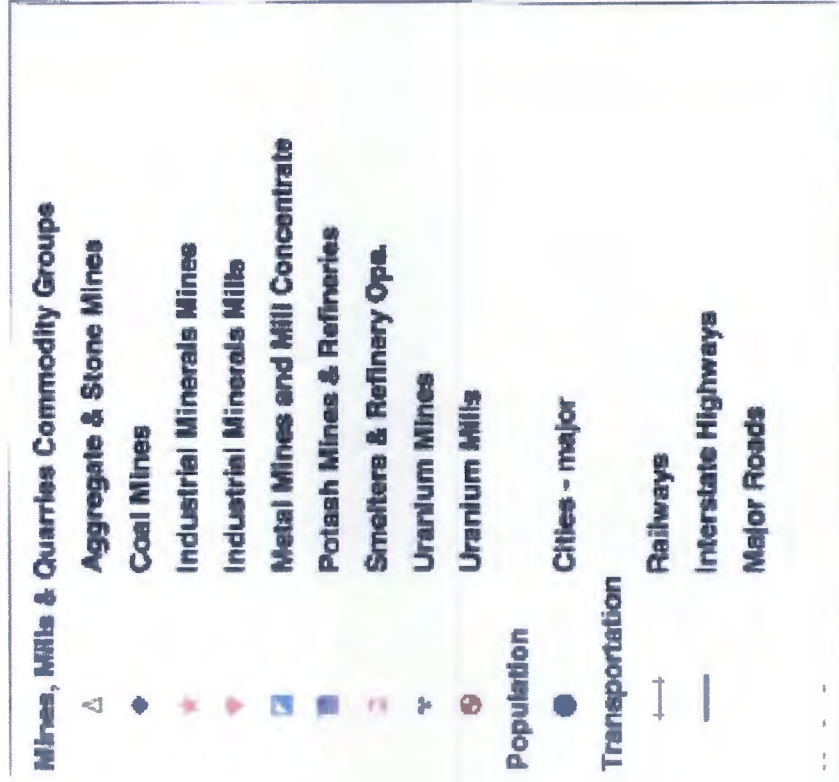 Mines, Mills & Quarries Commodity Groups
Aggregate & Stone Mines
Coal Mines
Industrial Minerals Mines
Industrial Minerals Mills
Metal Mines and Mill Concentrate
Potash Mines & Refineries
Smelters & Refinery Ops.
Uranium Mines
Uranium Mills
Population
Cities - major
Transportation
Railways
Interstate Highways
Major Roads